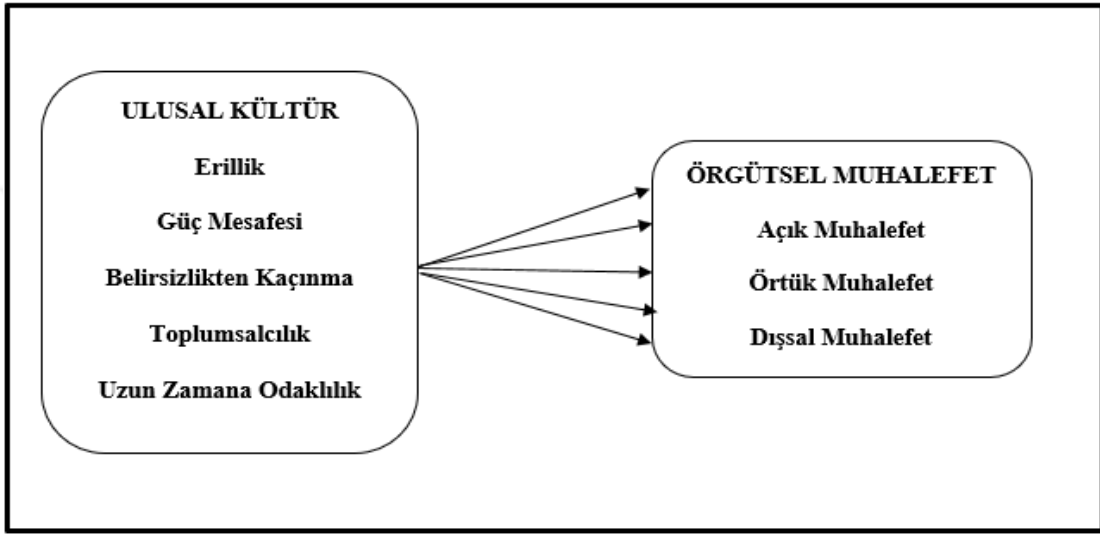 ULUSAL KÜLTÜR
Erillik
Güç Mesafesi
Belirsizlikten Kaçınma
Toplumsalcılık
Uzun Zamana Odaklılık
ÖRGÜTSEL MUHALEFET
Açık Muhalefet
Örtük Muhalefet
Dışsal Muhalefet